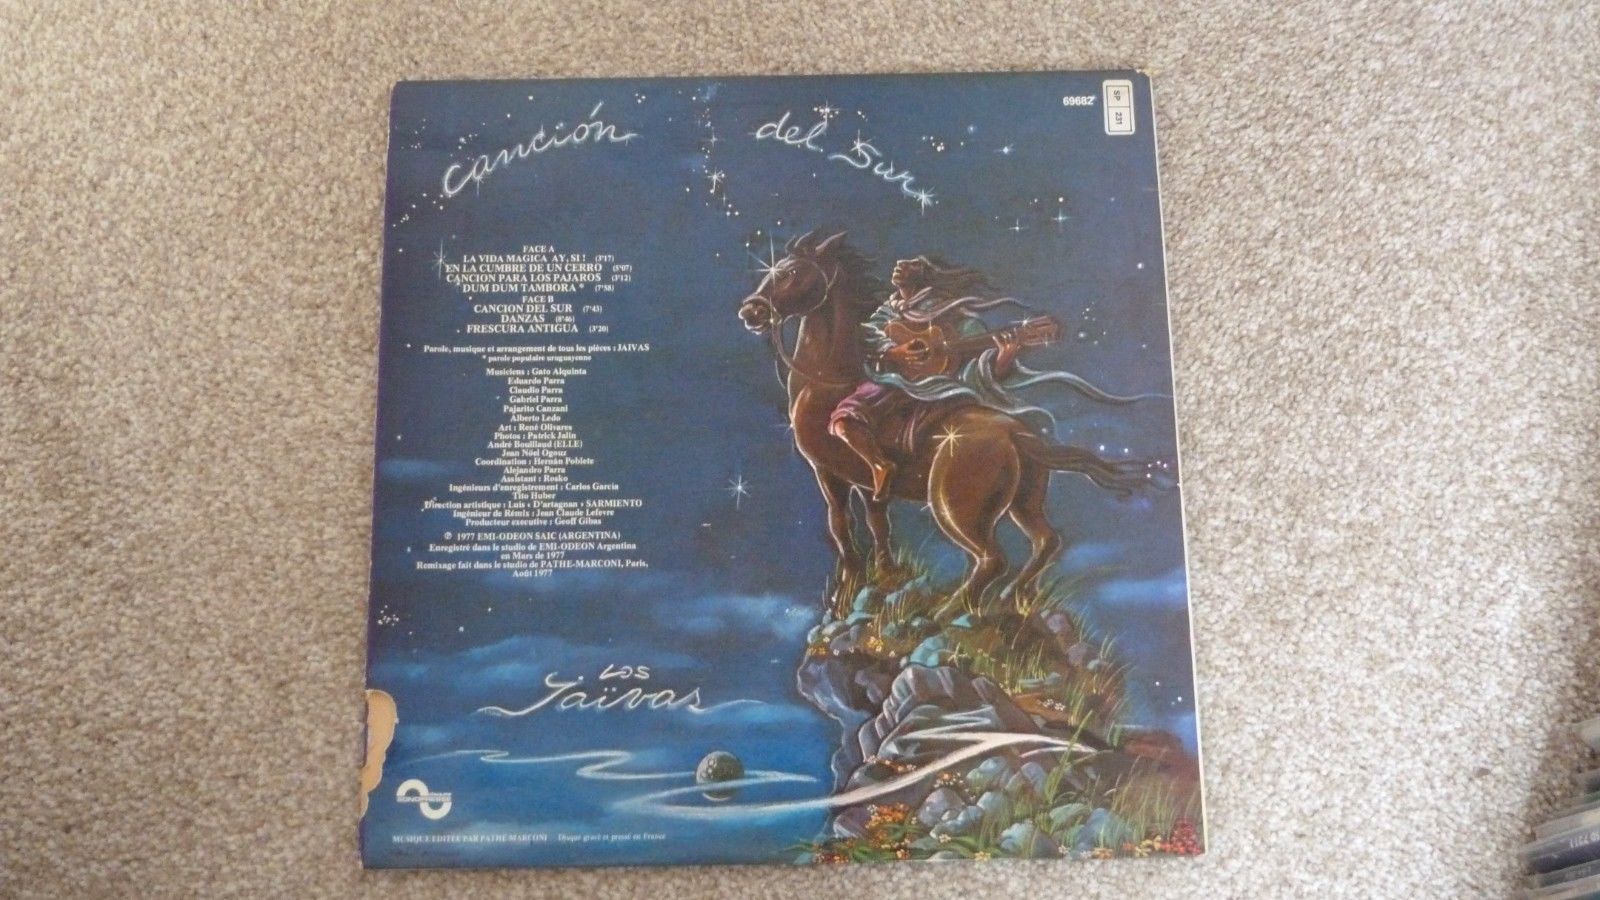 canción del Sur
69682
SP 231
FACE A
LA VIDA MAGICA AY, SI ! (3'17)
EN LA CUMBRE DE UN CERRO (5'07)
CANCION PARA LOS PAJAROS (3'12)
DUM DUM TAMBORA * (7'58)
FACE B
CANCION DEL SUR (7'43)
DANZAS (8'46)
FRESCURA ANTIGUA (3'20)
Parole, musique et arrangement de tous les pièces : JAIVAS
* parole populaire uruguayenne
Musiciens : Gato Alquinta
Eduardo Parra
Claudio Parra
Gabriel Parra
Pajarito Canzani
Alberto Ledo
Art : René Olivares
Photos : Patrick Jalin
André Bouillaud (ELLE)
Jean Nöel Ogouz
Coordination : Hernán Poblete
Alejandro Parra
Assistant : Rosko
Ingénieurs d'enregistrement : Carlos García
Tito Huber
Direction artistique : Luis « D'artagnan » SARMIENTO
Ingénieur de Rémix : Jean Claude Lefevre
Producteur executive : Geoff Gibas
℗ 1977 EMI-ODEON SAIC (ARGENTINA)
Enregistré dans le studio de EMI-ODEON Argentina
en Mars de 1977
Remixage fait dans le studio de PATHE-MARCONI, Paris,
Août 1977
Los
Jaïvas
SONOPRESSE
MUSIQUE EDITEE PAR PATHE-MARCONI Disque gravé et pressé en France